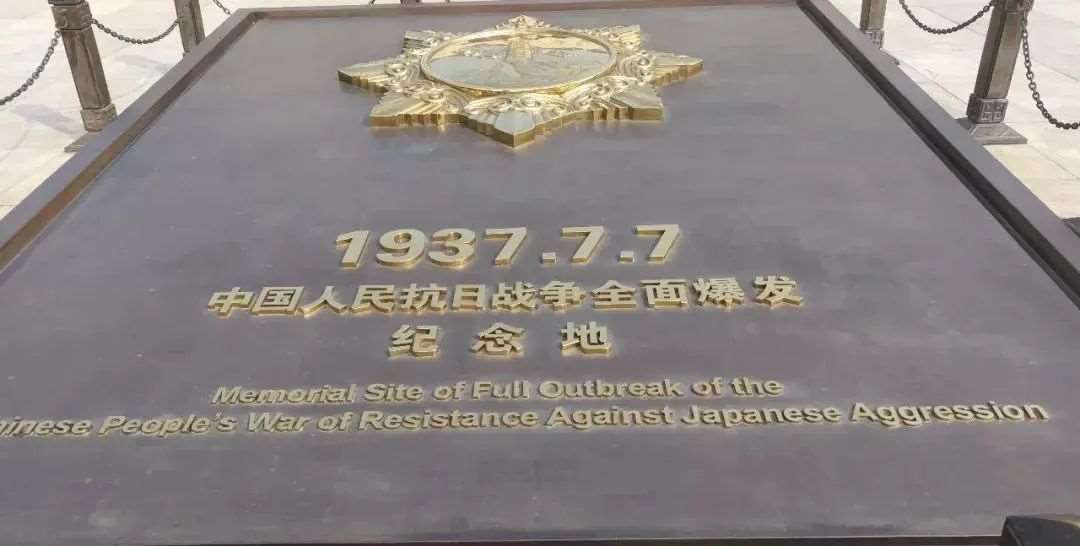 1937.7.7
中国人民抗日战争全面爆发
纪念地
Memorial Site of Full Outbreak of the
People's War of Resistance Against Japanese Aggression